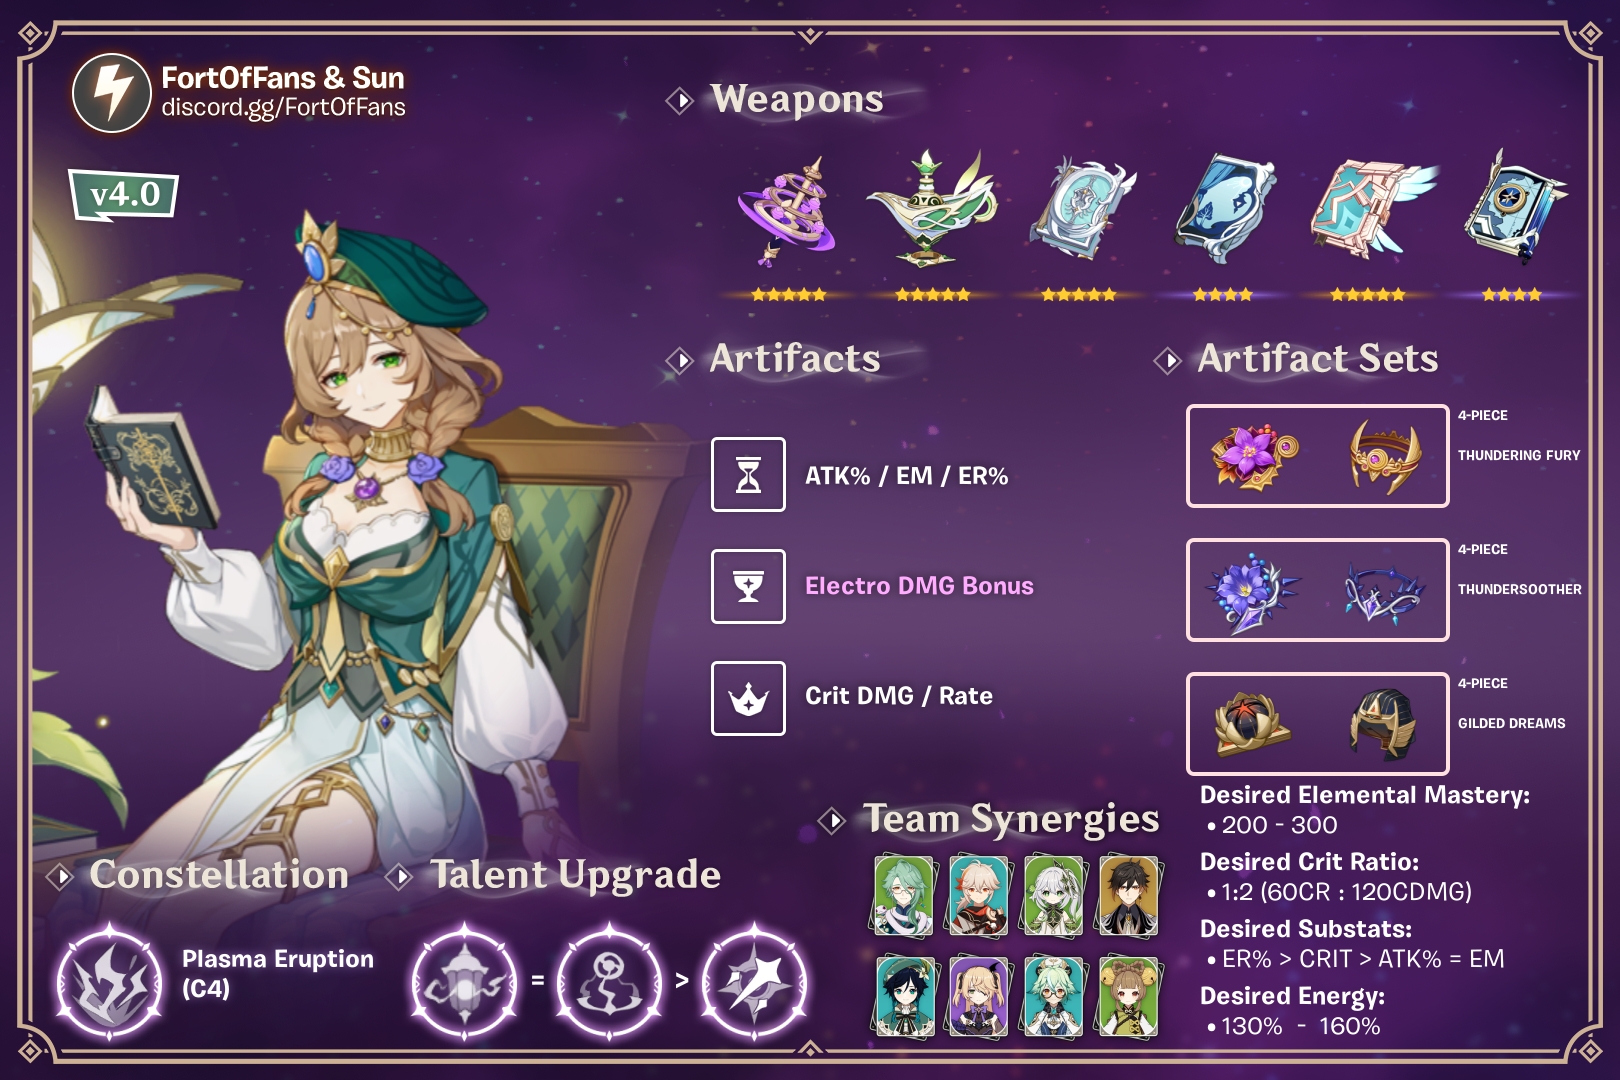 FortOfFans & Sun
discord.gg/FortOfFans
v4.0
Weapons
Artifacts
ATK% / EM / ER%
Electro DMG Bonus
Crit DMG / Rate
Artifact Sets
4-PIECE
THUNDERING FURY
4-PIECE
THUNDERSOOTHER
4-PIECE
GILDED DREAMS
Desired Elemental Mastery:
• 200 - 300
Desired Crit Ratio:
• 1:2 (60CR : 120CDMG)
Desired Substats:
• ER% > CRIT > ATK% = EM
Desired Energy:
• 130% - 160%
Team Synergies
Constellation
Plasma Eruption
(C4)
Talent Upgrade
= >